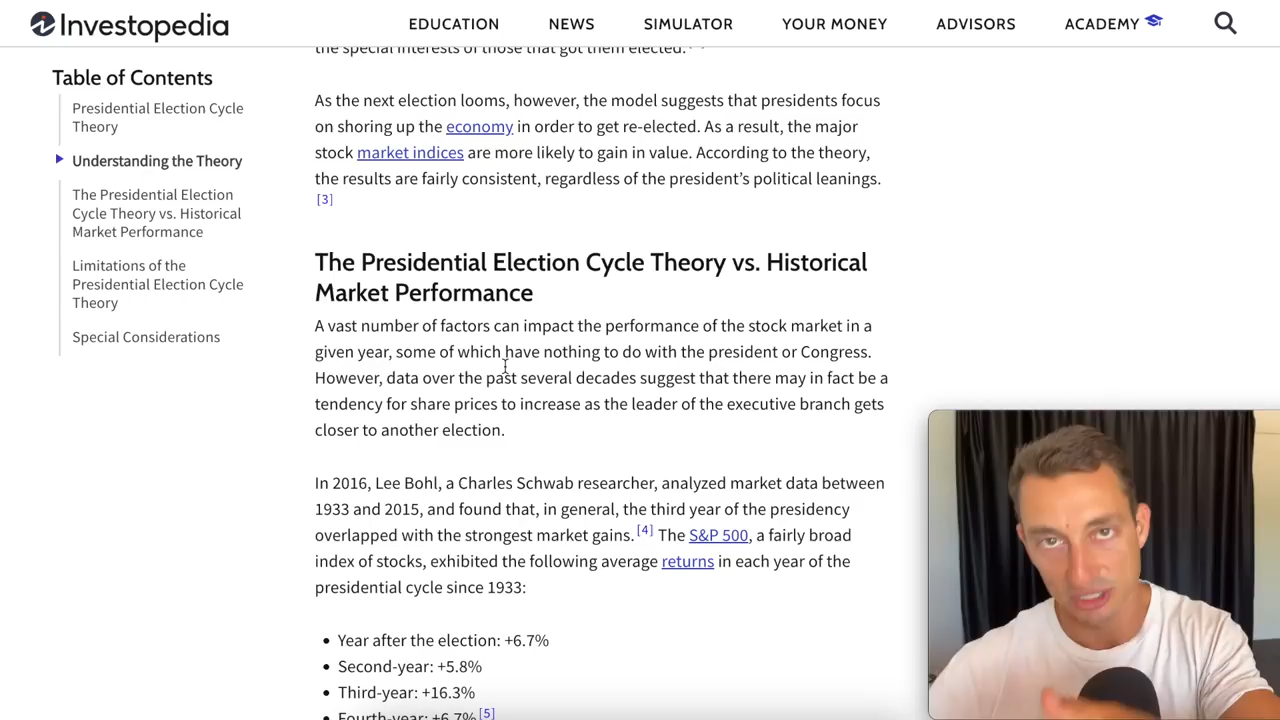 Investopedia
EDUCATION
NEWS
SIMULATOR
YOUR MONEY
ADVISORS
ACADEMY
Table of Contents
Presidential Election Cycle
Theory
Understanding the Theory
The Presidential Election
Cycle Theory vs. Historical
Market Performance
Limitations of the
Presidential Election Cycle
Theory
Special Considerations
the special interests of those that got them elected.
As the next election looms, however, the model suggests that presidents focus
on shoring up the economy in order to get re-elected. As a result, the major
stock market indices are more likely to gain in value. According to the theory,
the results are fairly consistent, regardless of the president’s political leanings.
[3]
The Presidential Election Cycle Theory vs. Historical
Market Performance
A vast number of factors can impact the performance of the stock market in a
given year, some of which have nothing to do with the president or Congress.
However, data over the past several decades suggest that there may in fact be a
tendency for share prices to increase as the leader of the executive branch gets
closer to another election.
In 2016, Lee Bohl, a Charles Schwab researcher, analyzed market data between
1933 and 2015, and found that, in general, the third year of the presidency
overlapped with the strongest market gains.[4] The S&P 500, a fairly broad
index of stocks, exhibited the following average returns in each year of the
presidential cycle since 1933:
• Year after the election: +6.7%
• Second-year: +5.8%
• Third-year: +16.3%
• Fourth-year: +6.7%[5]